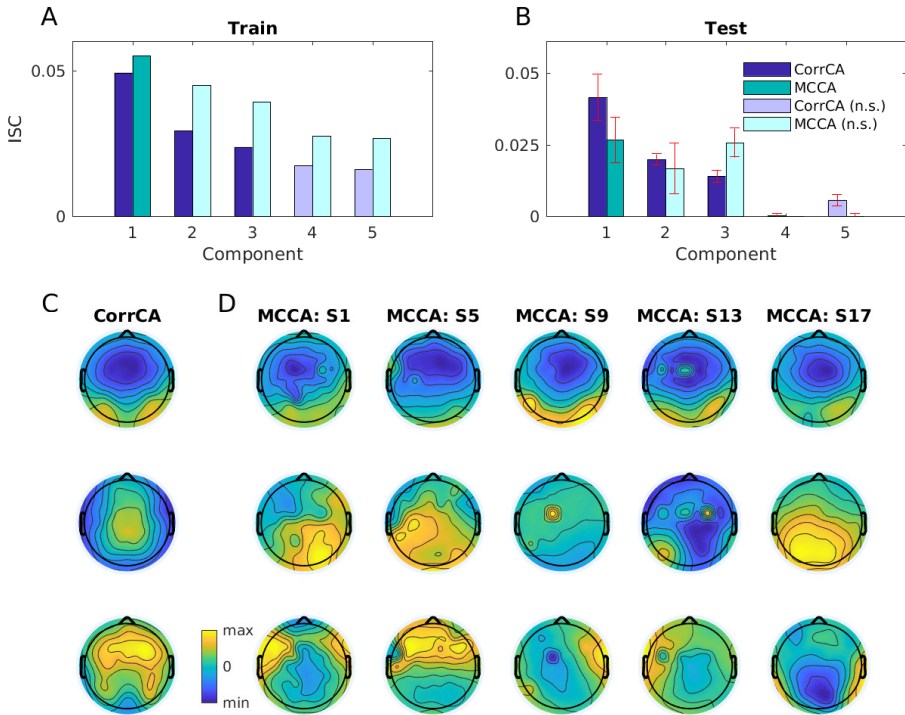 A
Train
0.05
0
ISC
1
2
3
4
5
Component
B
Test
0.05
0.025
0
CorrCA
MCCA
CorrCA (n.s.)
MCCA (n.s.)
1
2
3
4
5
Component
C
CorrCA
D
MCCA: S1
MCCA: S5
MCCA: S9
MCCA: S13
MCCA: S17
max
0
min